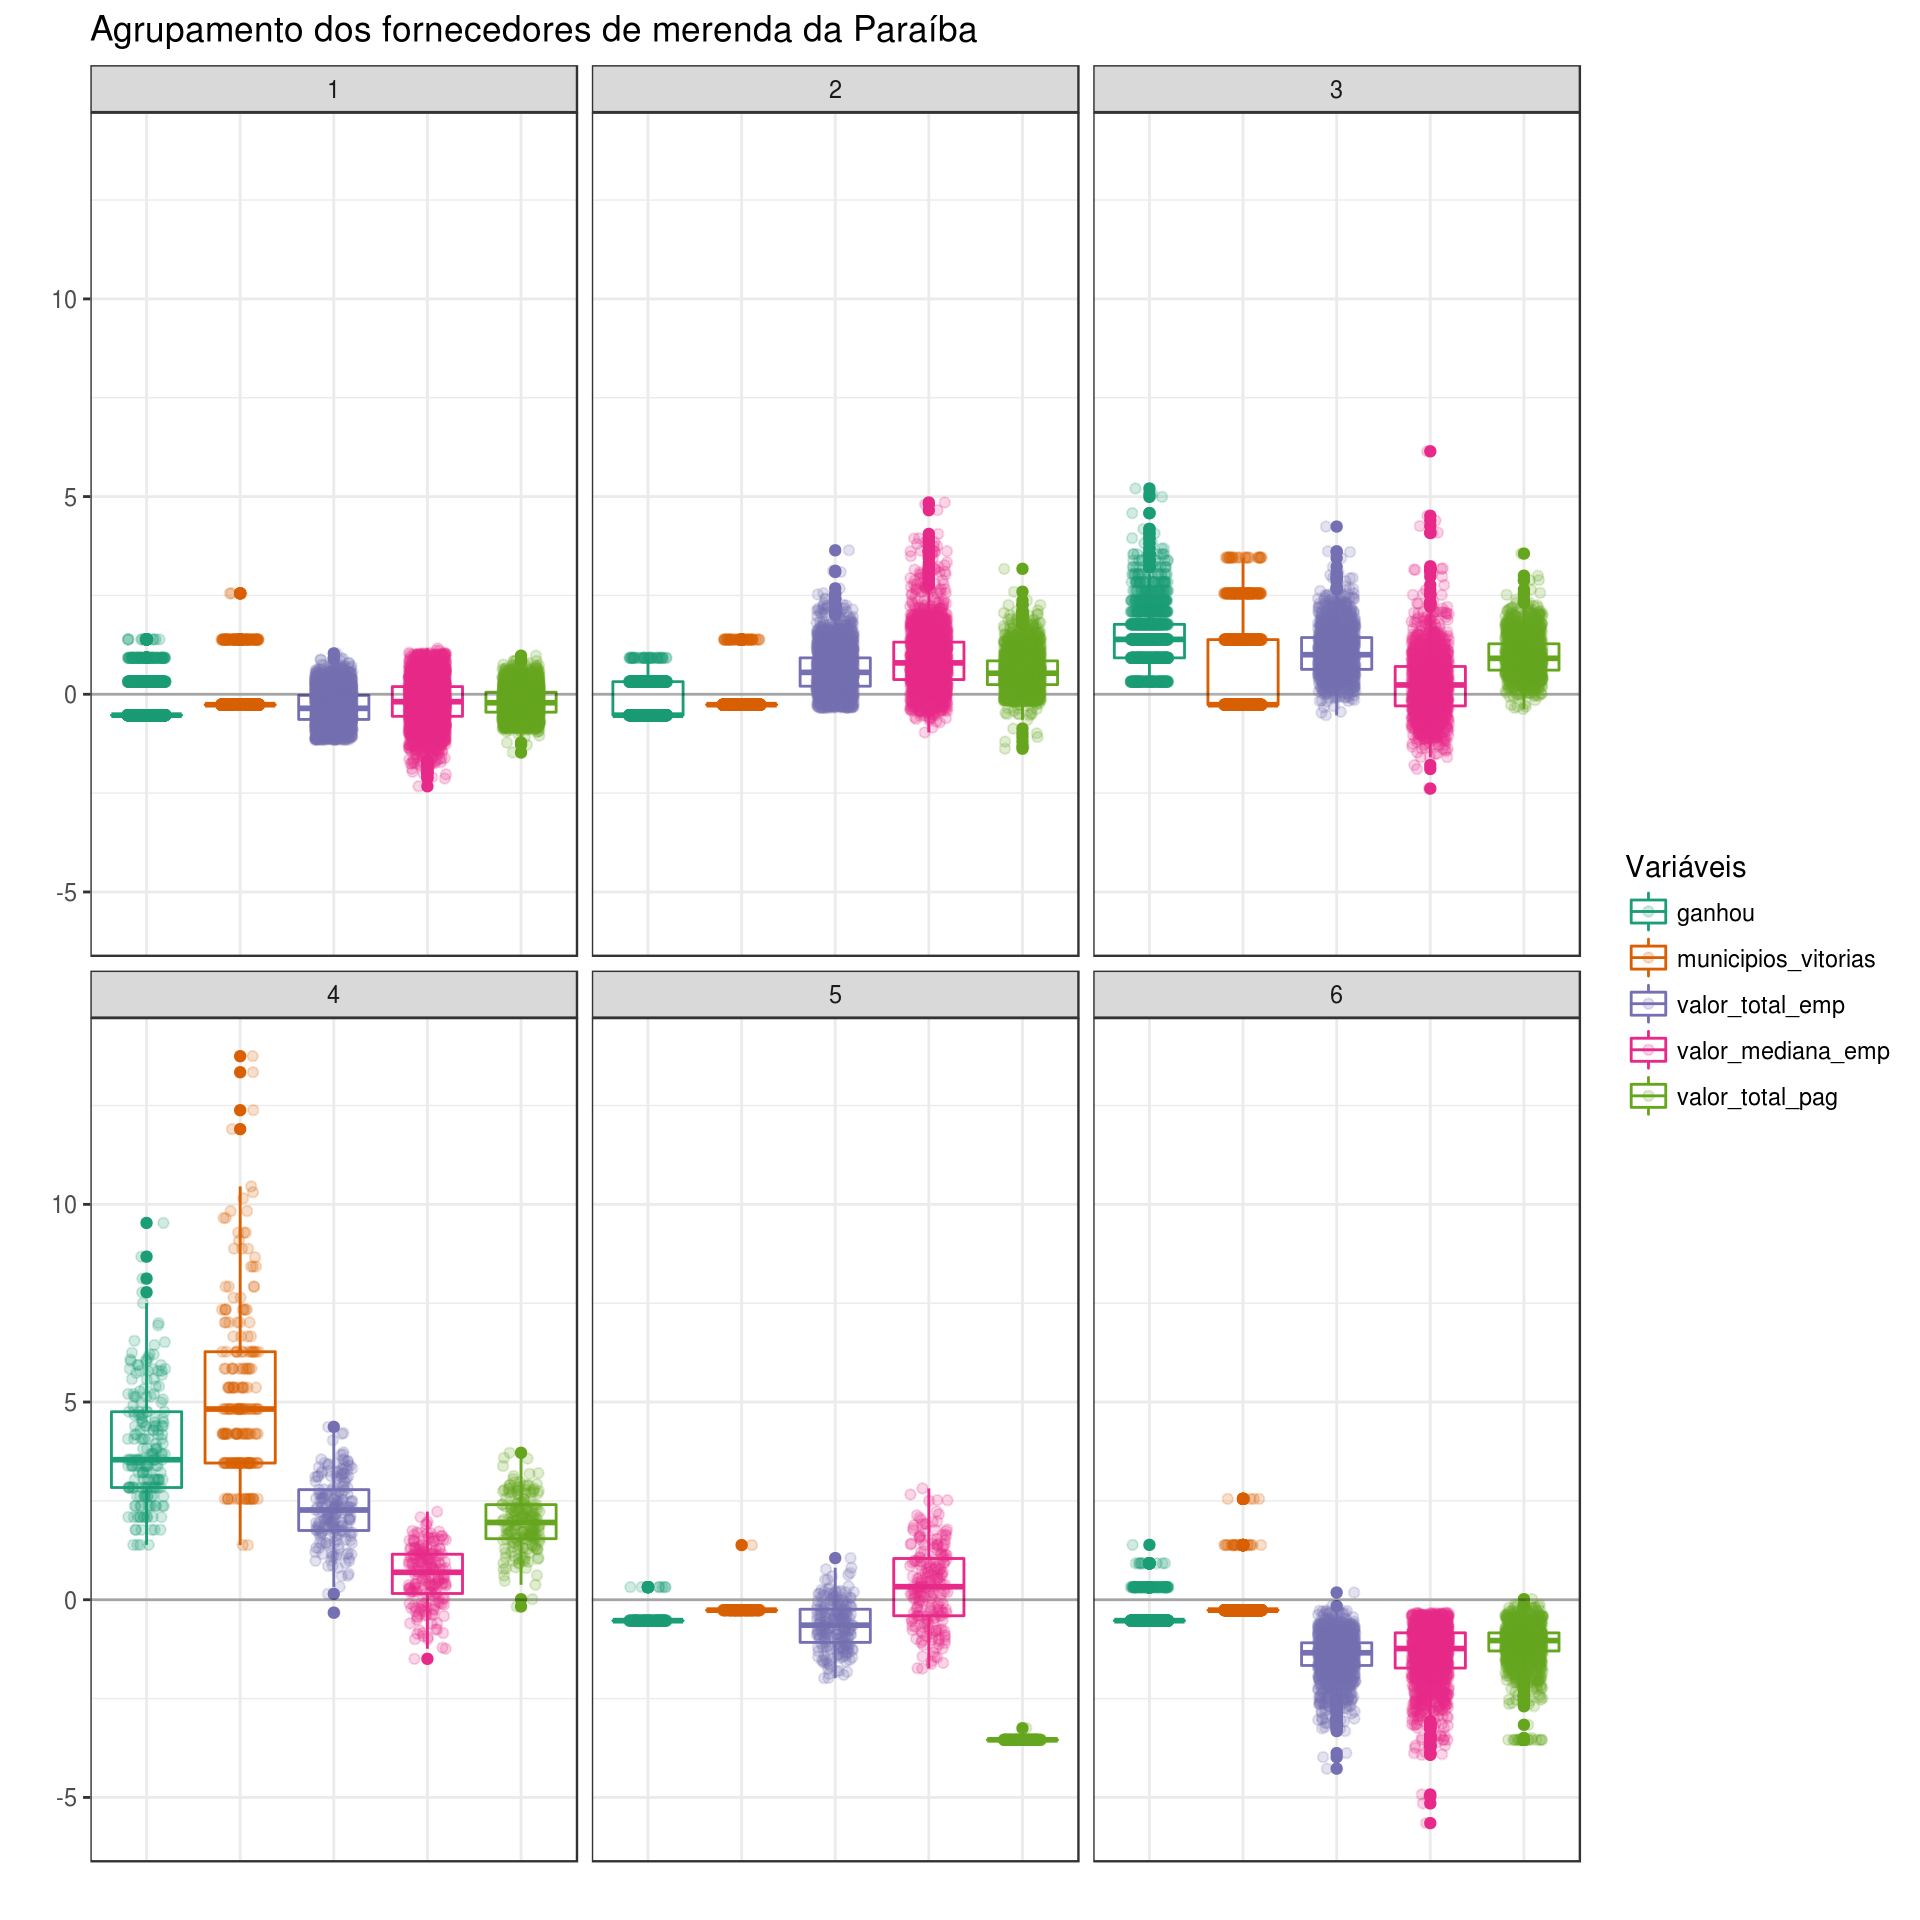 Agrupamento dos fornecedores de merenda da Paraíba
1
2
3
10
5
0
-5
4
5
6
10
5
0
-5
Variáveis
ganhou
municipios_vitorias
valor_total_emp
valor_mediana_emp
valor_total_pag